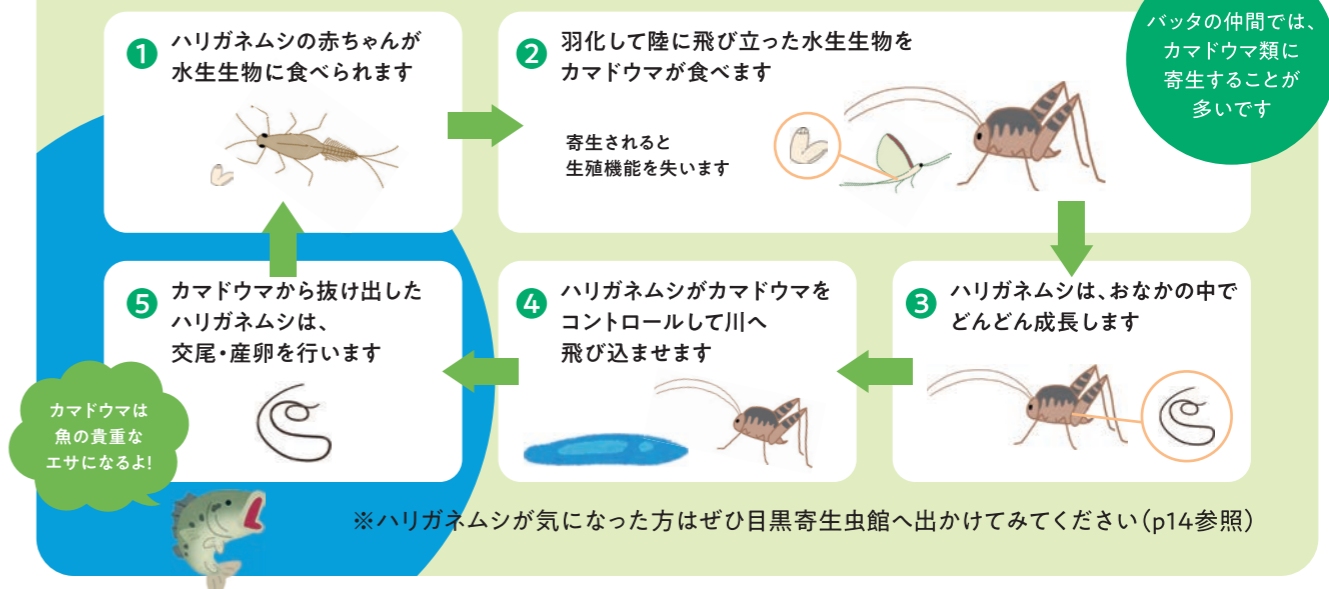 ❶ ハリガネムシの赤ちゃんが
水生生物に食べられます
❷ 羽化して陸に飛び立った水生生物を
カマドウマが食べます
寄生されると
生殖機能を失います
バッタの仲間では、
カマドウマ類に
寄生することが
多いです
❸ ハリガネムシは、おなかの中で
どんどん成長します
❹ ハリガネムシがカマドウマを
コントロールして川へ
飛び込ませます
❺ カマドウマから抜け出した
ハリガネムシは、
交尾・産卵を行います
カマドウマは
魚の貴重な
エサになるよ!
※ハリガネムシが気になった方はぜひ目黒寄生虫館へ出かけてみてください(p14参照)